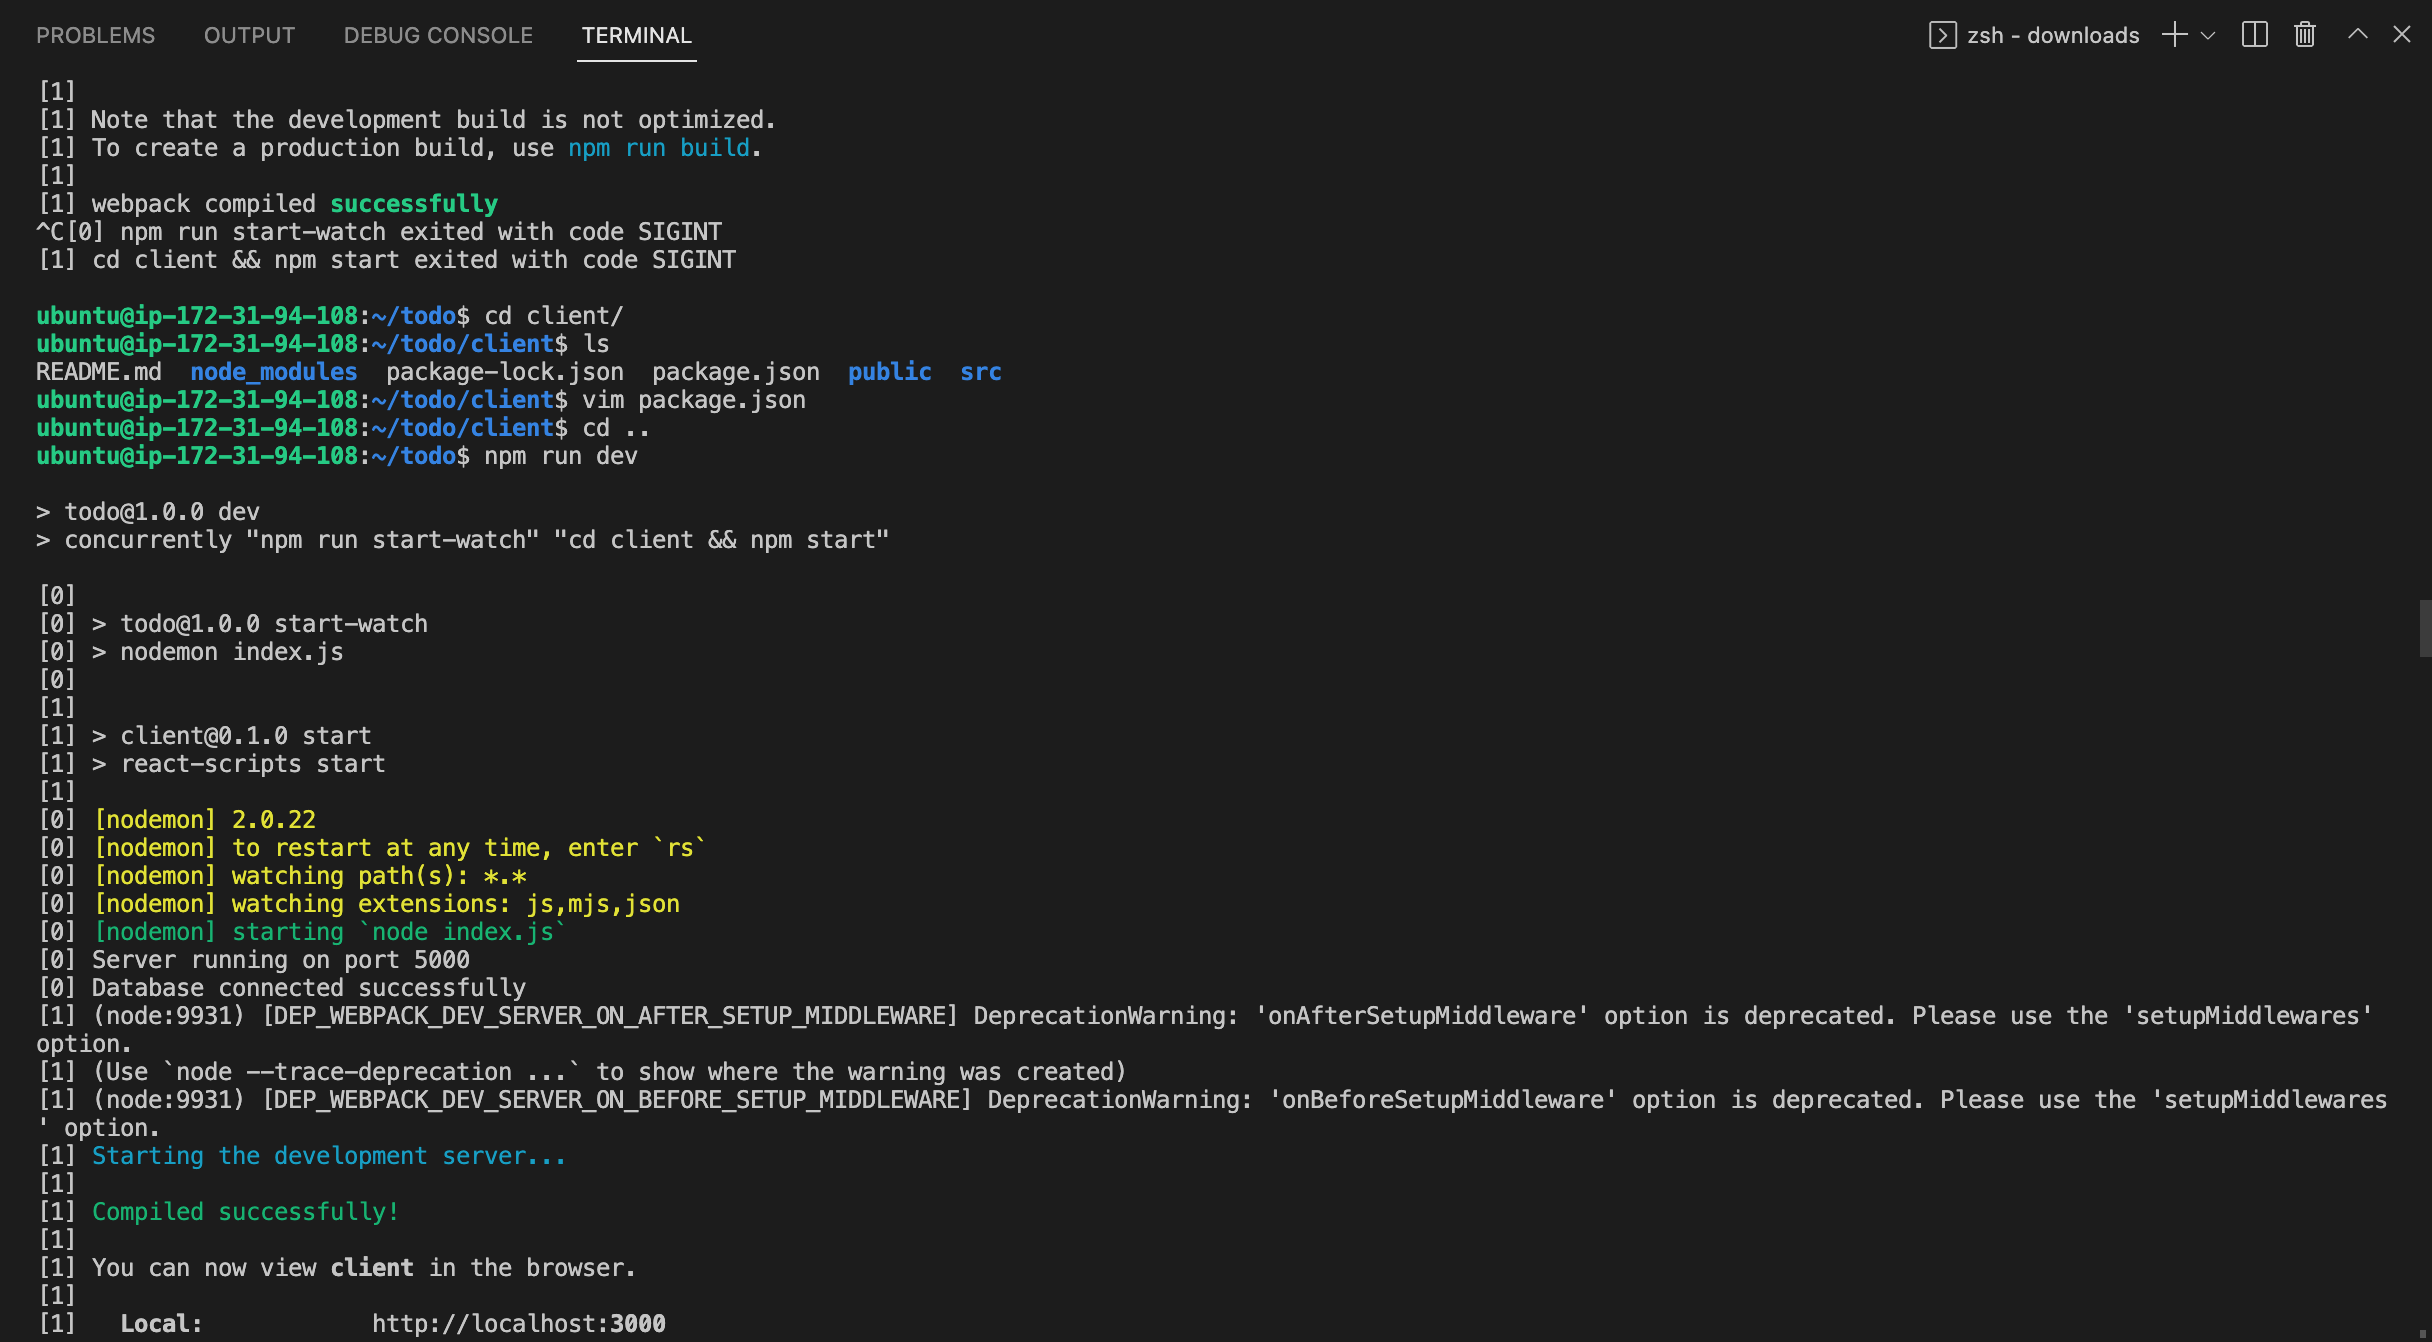 PROBLEMS OUTPUT DEBUG CONSOLE TERMINAL zsh - downloads
[1]
[1] Note that the development build is not optimized.
[1] To create a production build, use npm run build.
[1]
[1] webpack compiled successfully
^C[0] npm run start-watch exited with code SIGINT
[1] cd client && npm start exited with code SIGINT
ubuntu@ip-172-31-94-108:~/todo$ cd client/
ubuntu@ip-172-31-94-108:~/todo/client$ ls
README.md  node_modules  package-lock.json  package.json  public  src
ubuntu@ip-172-31-94-108:~/todo/client$ vim package.json
ubuntu@ip-172-31-94-108:~/todo/client$ cd ..
ubuntu@ip-172-31-94-108:~/todo$ npm run dev
> todo@1.0.0 dev
> concurrently "npm run start-watch" "cd client && npm start"
[0]
[0] > todo@1.0.0 start-watch
[0] > nodemon index.js
[0]
[1]
[1] > client@0.1.0 start
[1] > react-scripts start
[1]
[0] [nodemon] 2.0.22
[0] [nodemon] to restart at any time, enter `rs`
[0] [nodemon] watching path(s): *.*
[0] [nodemon] watching extensions: js,mjs,json
[0] [nodemon] starting `node index.js`
[0] Server running on port 5000
[0] Database connected successfully
[1] (node:9931) [DEP_WEBPACK_DEV_SERVER_ON_AFTER_SETUP_MIDDLEWARE] DeprecationWarning: 'onAfterSetupMiddleware' option is deprecated. Please use the 'setupMiddlewares'
option.
[1] (Use `node --trace-deprecation ...` to show where the warning was created)
[1] (node:9931) [DEP_WEBPACK_DEV_SERVER_ON_BEFORE_SETUP_MIDDLEWARE] DeprecationWarning: 'onBeforeSetupMiddleware' option is deprecated. Please use the 'setupMiddlewares
' option.
[1] Starting the development server...
[1]
[1] Compiled successfully!
[1]
[1] You can now view client in the browser.
[1]
[1]   Local:            http://localhost:3000